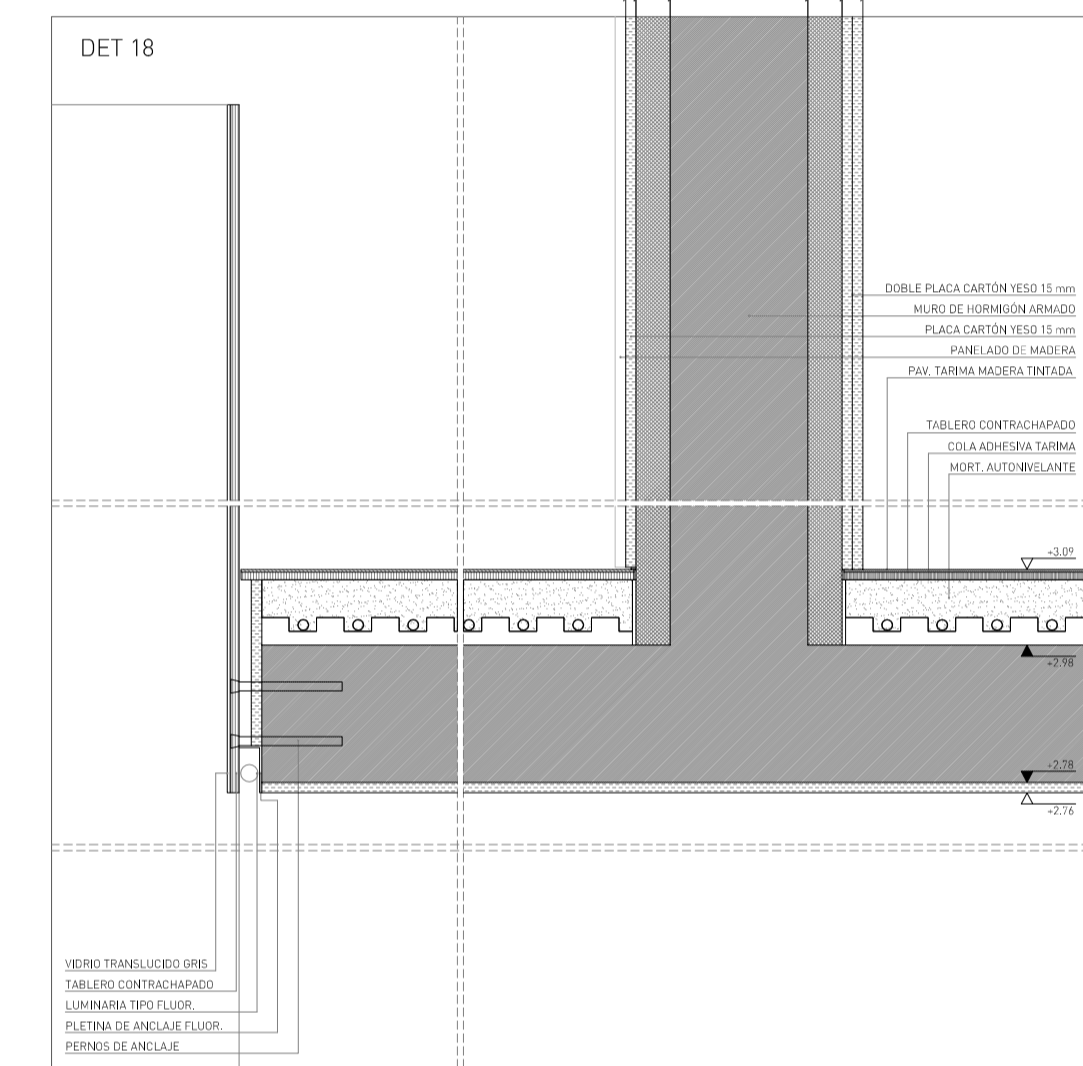 DET 18
DOBLE PLACA CARTÓN YESO 15 mm
MURO DE HORMIGÓN ARMADO
PLACA CARTÓN YESO 15 mm
PANELADO DE MADERA
PAV. TARIMA MADERA TINTADA
TABLERO CONTRACHAPADO
COLA ADHESIVA TARIMA
MORT. AUTONIVELANTE
+3.09
+2.98
+2.78
+2.76
VIDRIO TRANSLUCIDO GRIS
TABLERO CONTRACHAPADO
LUMINARIA TIPO FLUOR.
PLETINA DE ANCLAJE FLUOR.
PERNOS DE ANCLAJE